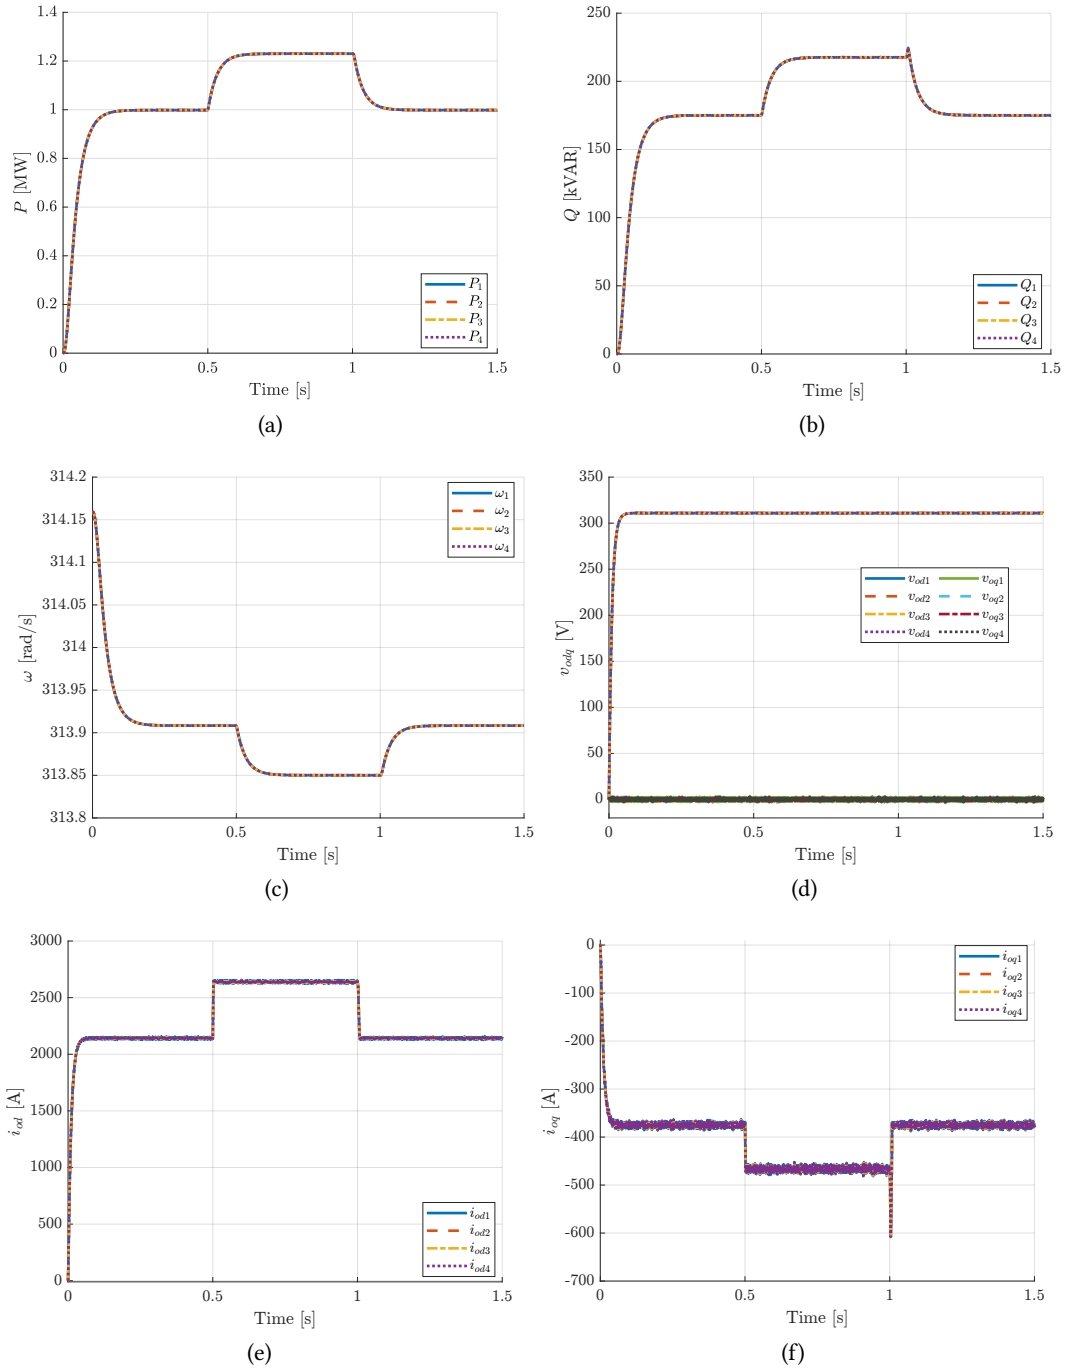 1.4
1.2
1
0.8
0.6
0.4
0.2
0
P [MW]
0 0.5 1 1.5
Time [s]
P1
P2
P3
P4
(a)
250
200
150
100
50
0
Q [kVAR]
0 0.5 1 1.5
Time [s]
Q1
Q2
Q3
Q4
(b)
314.2
314.15
314.1
314.05
314
313.95
313.9
313.85
313.8
ω [rad/s]
0 0.5 1 1.5
Time [s]
ω1
ω2
ω3
ω4
(c)
350
300
250
200
150
100
50
0
vodq [V]
0 0.5 1 1.5
Time [s]
vod1 voq1
vod2 voq2
vod3 voq3
vod4 voq4
(d)
3000
2500
2000
1500
1000
500
0
iod [A]
0 0.5 1 1.5
Time [s]
iod1
iod2
iod3
iod4
(e)
0
-100
-200
-300
-400
-500
-600
-700
ioq [A]
0 0.5 1 1.5
Time [s]
ioq1
ioq2
ioq3
ioq4
(f)